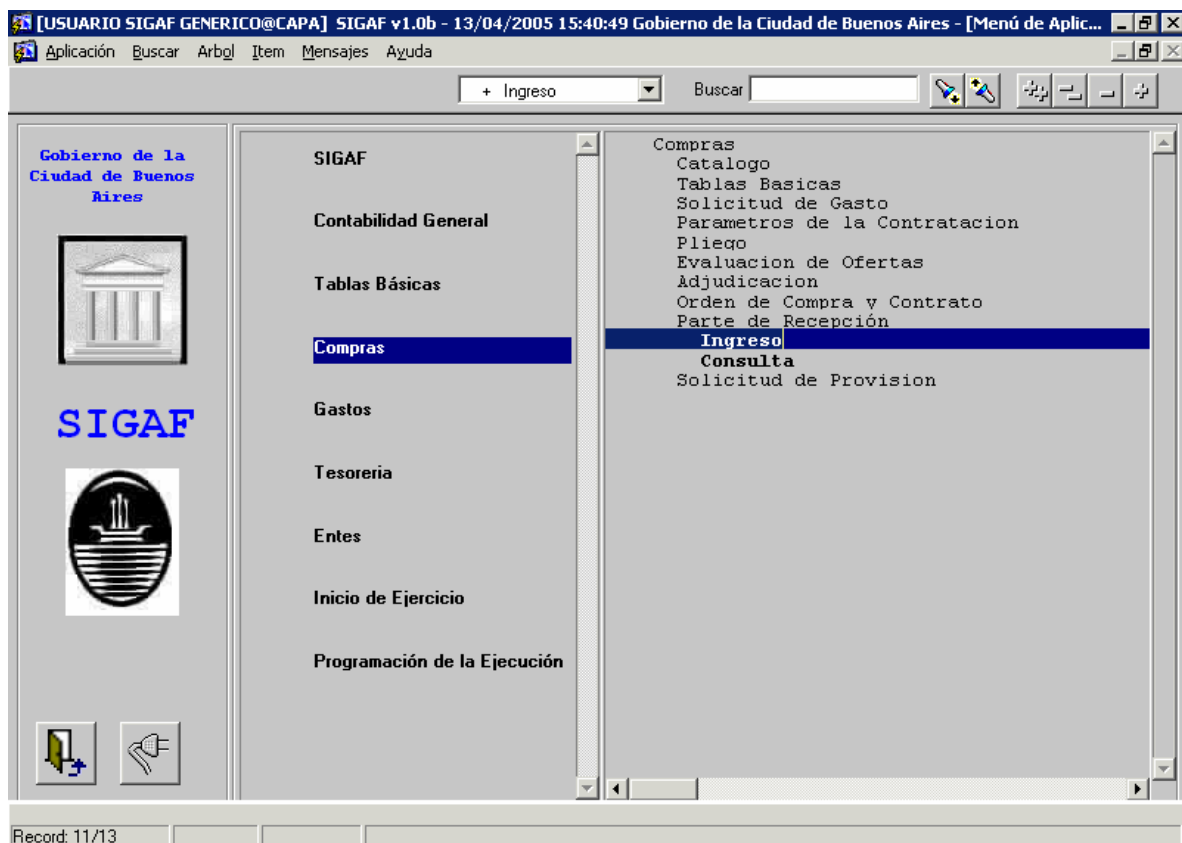 [USUARIO SIGAF GENERICO@CAPA] SIGAF v1.0b - 13/04/2005 15:40:49 Gobierno de la Ciudad de Buenos Aires - [Menú de Aplic...
Aplicación Buscar Arbol Item Mensajes Ayuda
+ Ingreso Buscar
Gobierno de la
Ciudad de Buenos
Aires
SIGAF
SIGAF
Contabilidad General
Tablas Básicas
Compras
Gastos
Tesoreria
Entes
Inicio de Ejercicio
Programación de la Ejecución
Compras
Catalogo
Tablas Basicas
Solicitud de Gasto
Parametros de la Contratacion
Pliego
Evaluacion de Ofertas
Adjudicacion
Orden de Compra y Contrato
Parte de Recepción
Ingreso
Consulta
Solicitud de Provision
Record: 11/13